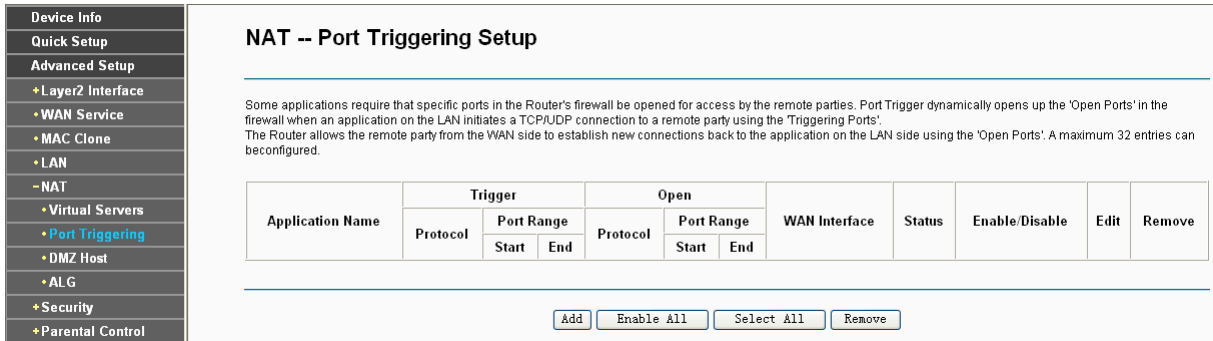 Device Info
Quick Setup
Advanced Setup
+Layer2 Interface
•WAN Service
•MAC Clone
•LAN
−NAT
•Virtual Servers
•Port Triggering
•DMZ Host
•ALG
+Security
+Parental Control
NAT -- Port Triggering Setup
Some applications require that specific ports in the Router's firewall be opened for access by the remote parties. Port Trigger dynamically opens up the 'Open Ports' in the
firewall when an application on the LAN initiates a TCP/UDP connection to a remote party using the 'Triggering Ports'.
The Router allows the remote party from the WAN side to establish new connections back to the application on the LAN side using the 'Open Ports'. A maximum 32 entries can
beconfigured.
Application Name Trigger Open WAN Interface Status Enable/Disable Edit Remove
Protocol Port Range Protocol Port Range
Start End Start End
Add Enable All Select All Remove